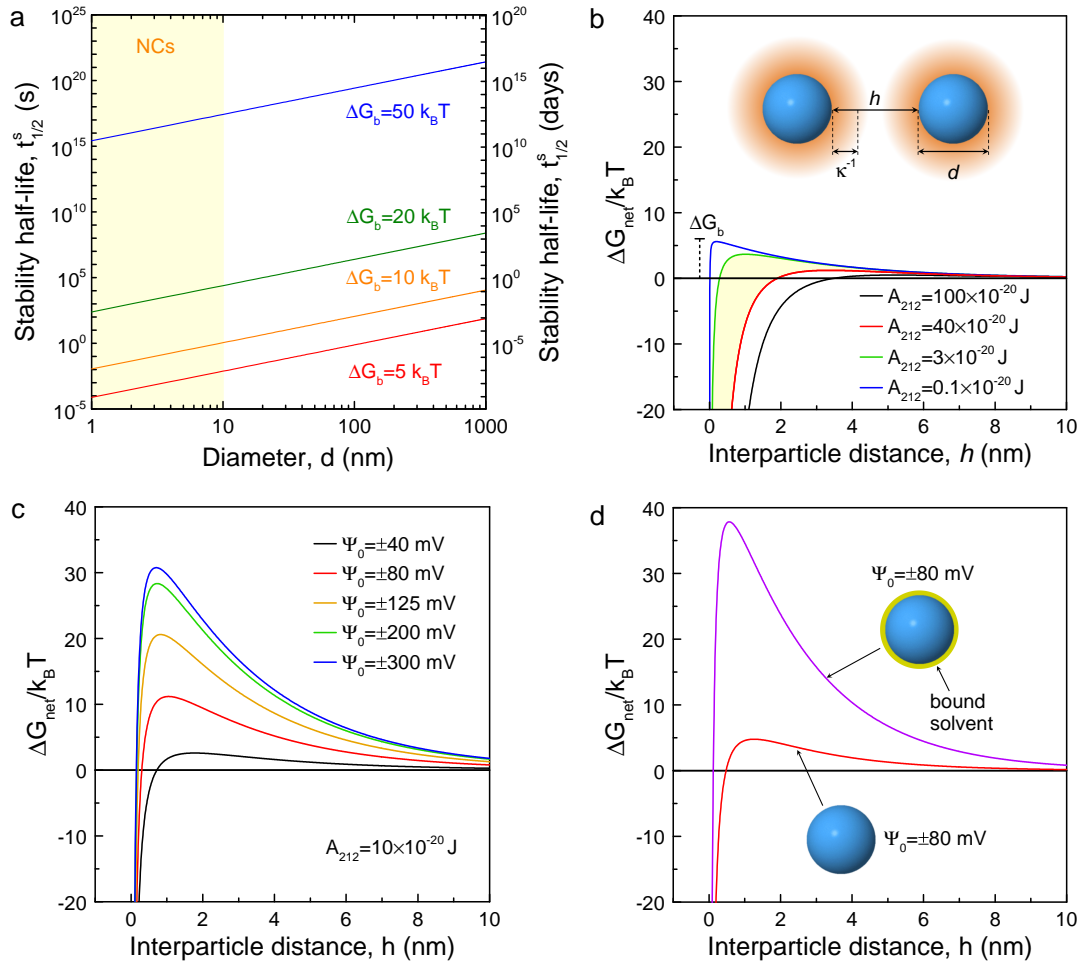 a
NCs
ΔG_b=50 k_BT
ΔG_b=20 k_BT
ΔG_b=10 k_BT
ΔG_b=5 k_BT
10^25
10^20
10^15
10^10
10^5
10^0
10^-5
10^20
10^15
10^10
10^5
10^0
10^-5
Stability half-life, t^s_1/2 (s)
Stability half-life, t^s_1/2 (days)
1
10
100
1000
Diameter, d (nm)
b
h
κ^-1
d
ΔG_b
A_212=100×10^-20 J
A_212=40×10^-20 J
A_212=3×10^-20 J
A_212=0.1×10^-20 J
40
30
20
10
0
-10
-20
ΔG_net/k_BT
0 2 4 6 8 10
Interparticle distance, h (nm)
c
Ψ_0=±40 mV
Ψ_0=±80 mV
Ψ_0=±125 mV
Ψ_0=±200 mV
Ψ_0=±300 mV
A_212=10×10^-20 J
40
30
20
10
0
-10
-20
ΔG_net/k_BT
0 2 4 6 8 10
Interparticle distance, h (nm)
d
Ψ_0=±80 mV
bound
solvent
Ψ_0=±80 mV
40
30
20
10
0
-10
-20
ΔG_net/k_BT
0 2 4 6 8 10
Interparticle distance, h (nm)